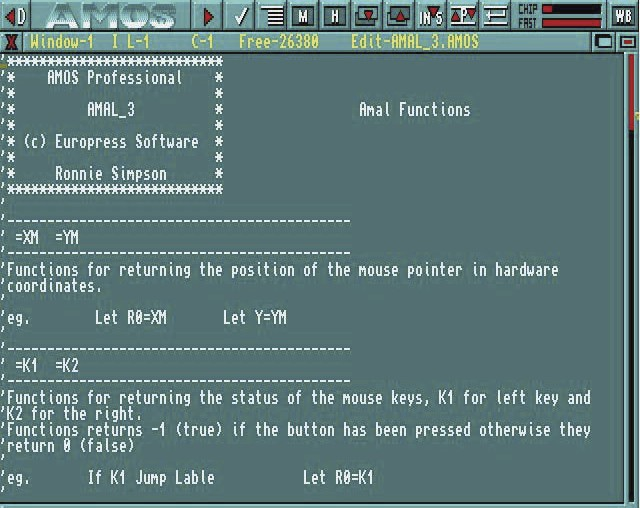 AMOS M H INS P CHIP FAST WB
X Window-1 I L-1 C-1 Free-26380 Edit-AMAL_3.AMOS
'***************************
'* AMOS Professional *
'* *
'* AMAL_3 * Amal Functions
'* *
'* (c) Europress Software *
'* *
'* Ronnie Simpson *
'***************************
'
'-------------------------------------------
' =XM =YM
'-------------------------------------------
'Functions for returning the position of the mouse pointer in hardware
'coordinates.
'
'eg. Let R0=XM Let Y=YM
'
'-------------------------------------------
' =K1 =K2
'-------------------------------------------
'Functions for returning the status of the mouse keys, K1 for left key and
'K2 for the right.
'Functions returns -1 (true) if the button has been pressed otherwise they
'return 0 (false)
'
'eg. If K1 Jump Lable Let R0=K1
'